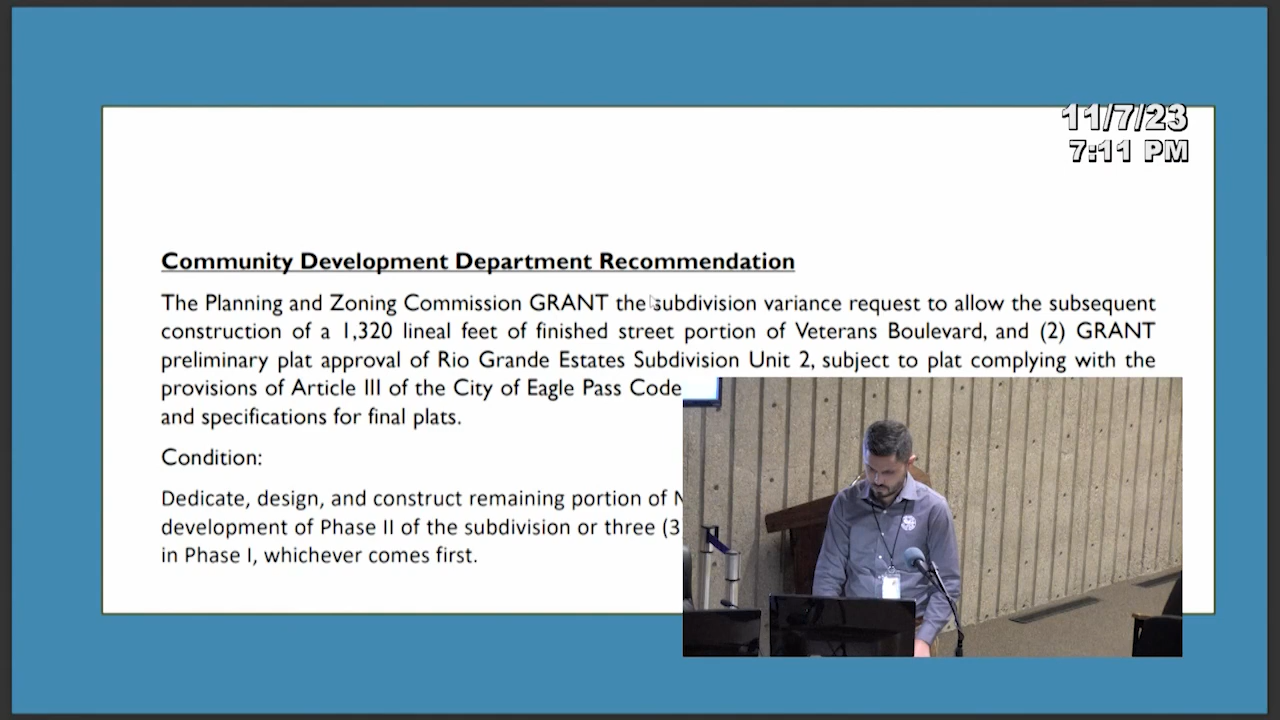 11/7/23
7:11 PM
Community Development Department Recommendation
The Planning and Zoning Commission GRANT the subdivision variance request to allow the subsequent
construction of a 1,320 lineal feet of finished street portion of Veterans Boulevard, and (2) GRANT
preliminary plat approval of Rio Grande Estates Subdivision Unit 2, subject to plat complying with the
provisions of Article III of the City of Eagle Pass Code
and specifications for final plats.
Condition:
Dedicate, design, and construct remaining portion of
development of Phase II of the subdivision or three (3
in Phase I, whichever comes first.